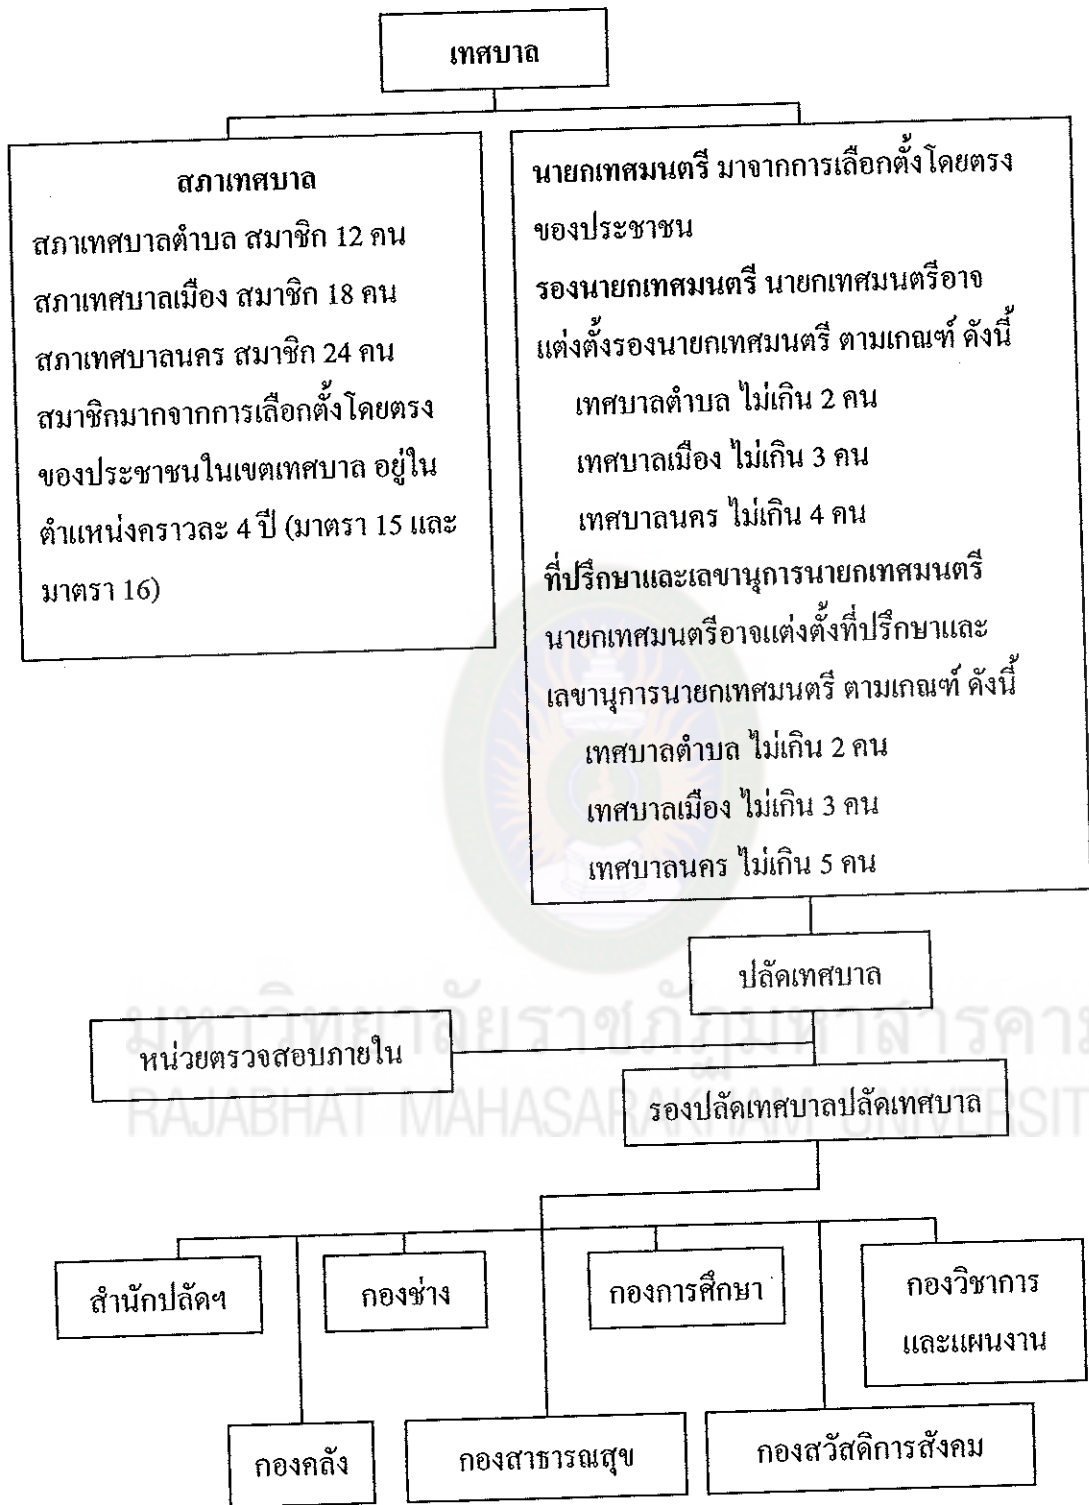 เทศบาล
สภาเทศบาล
สภาเทศบาลตำบล สมาชิก 12 คน
สภาเทศบาลเมือง สมาชิก 18 คน
สภาเทศบาลนคร สมาชิก 24 คน
สมาชิกมากจากการเลือกตั้งโดยตรง
ของประชาชนในเขตเทศบาล อยู่ใน
ตำแหน่งคราวละ 4 ปี (มาตรา 15 และ
มาตรา 16)
นายกเทศมนตรี มาจากการเลือกตั้งโดยตรง
ของประชาชน
รองนายกเทศมนตรี นายกเทศมนตรีอาจ
แต่งตั้งรองนายกเทศมนตรี ตามเกณฑ์ ดังนี้
เทศบาลตำบล ไม่เกิน 2 คน
เทศบาลเมือง ไม่เกิน 3 คน
เทศบาลนคร ไม่เกิน 4 คน
ที่ปรึกษาและเลขานุการนายกเทศมนตรี
นายกเทศมนตรีอาจแต่งตั้งที่ปรึกษาและ
เลขานุการนายกเทศมนตรี ตามเกณฑ์ ดังนี้
เทศบาลตำบล ไม่เกิน 2 คน
เทศบาลเมือง ไม่เกิน 3 คน
เทศบาลนคร ไม่เกิน 5 คน
ปลัดเทศบาล
มหาวิทยาลัยราชภัฏมหาสารคาม
หน่วยตรวจสอบภายใน
RAJABHAT MAHASARAKHAM UNIVERSIT
รองปลัดเทศบาลปลัดเทศบาล
สำนักปลัดฯ
กองช่าง
กองการศึกษา
กองวิชาการ
และแผนงาน
กองคลัง
กองสาธารณสุข
กองสวัสดิการสังคม